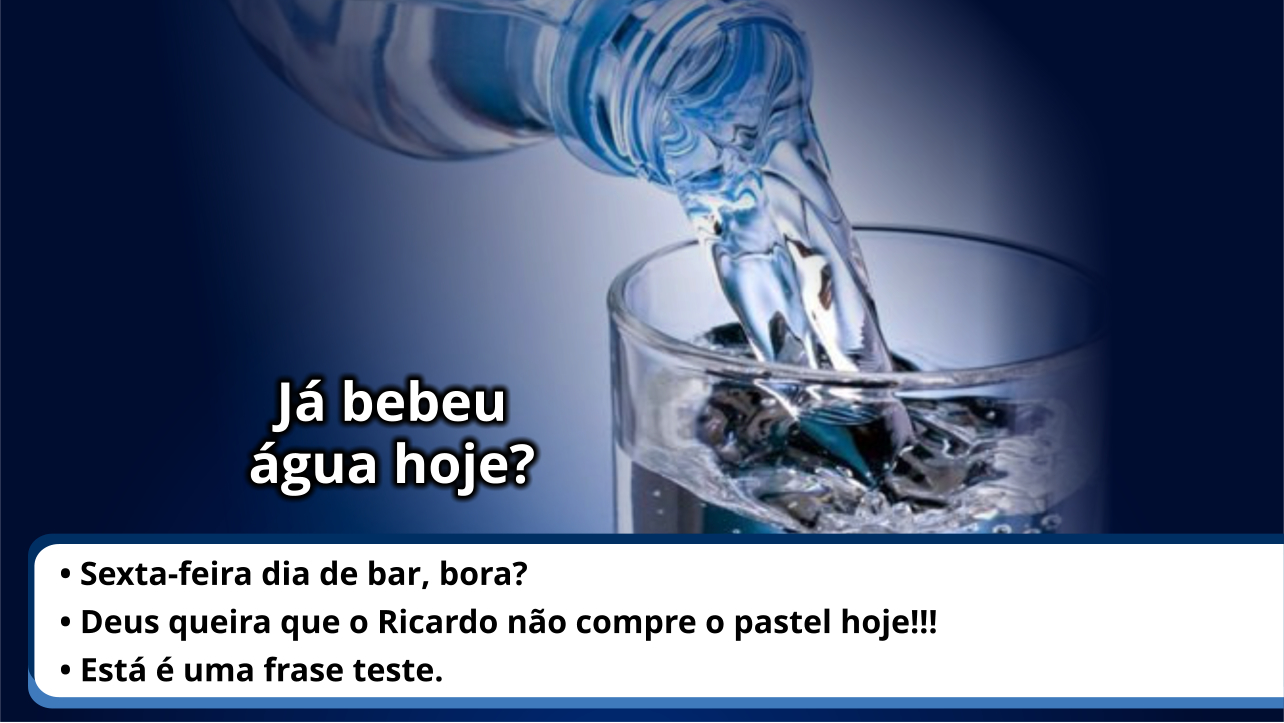 Já bebeu
água hoje?
• Sexta-feira dia de bar, bora?
• Deus queira que o Ricardo não compre o pastel hoje!!!
• Está é uma frase teste.